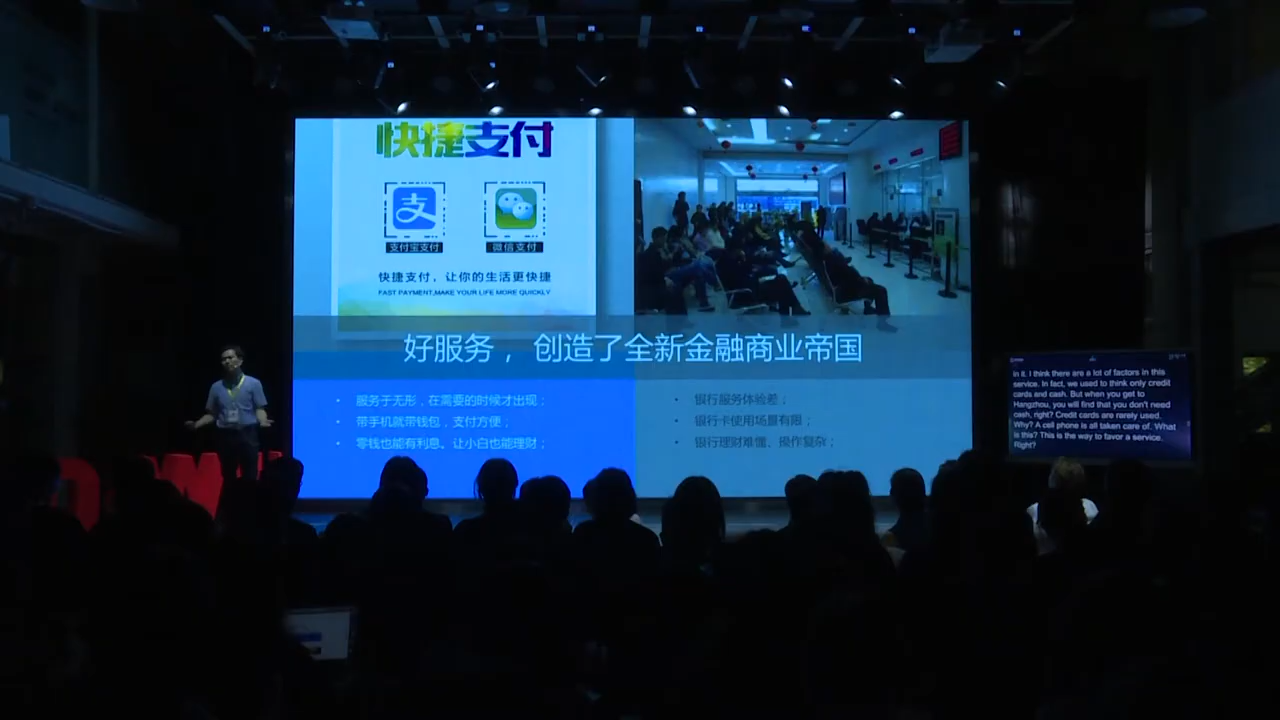 快捷支付
支付宝支付
微信支付
快捷支付，让你的生活更快捷
FAST PAYMENT,MAKE YOUR LIFE MORE QUICKLY
好服务，创造了全新金融商业帝国
• 服务于无形，在需要的时候才出现；
• 带手机就带钱包，支付方便；
• 零钱也能有利息。让小白也能理财；
• 银行服务体验差；
• 银行卡使用场景有限；
• 银行理财难懂、操作复杂；
in it. I think there are a lot of factors in this
service. In fact, we used to think only credit
cards and cash. But when you get to
Hangzhou, you will find that you don't need
cash, right? Credit cards are rarely used.
Why? A cell phone is all taken care of. What
is this? This is the way to favor a service.
Right?